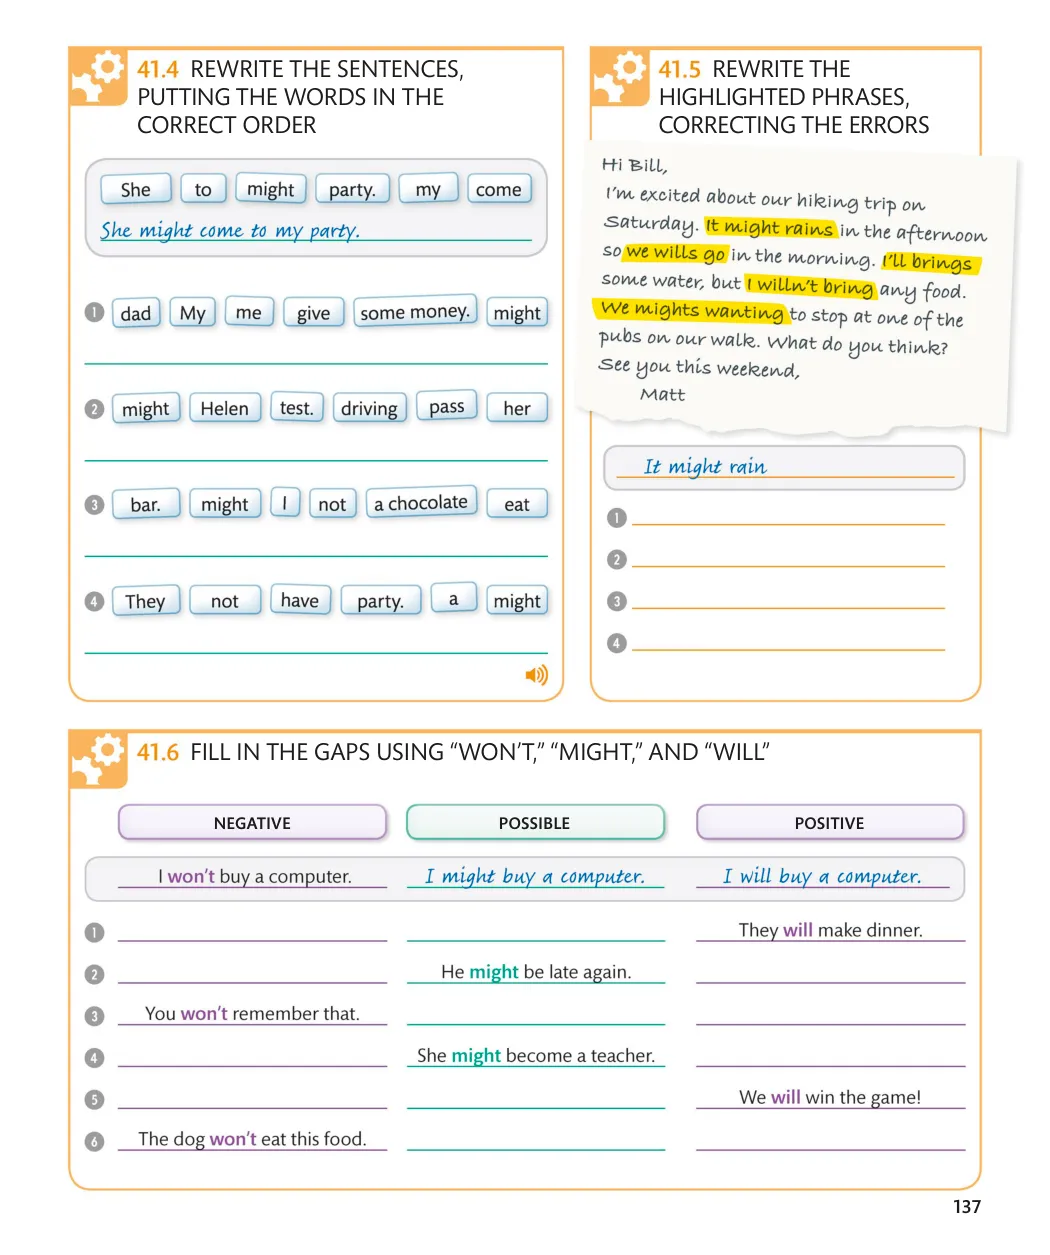 41.4 REWRITE THE SENTENCES,
PUTTING THE WORDS IN THE
CORRECT ORDER
She to might party. my come
She might come to my party.
1 dad My me give some money. might
2 might Helen test. driving pass her
3 bar. might I not a chocolate eat
4 They not have party. a might
41.5 REWRITE THE
HIGHLIGHTED PHRASES,
CORRECTING THE ERRORS
Hi Bill,
I'm excited about our hiking trip on
Saturday. It might rains in the afternoon
so we wills go in the morning. I'll brings
some water, but I willn't bring any food.
We mights wanting to stop at one of the
pubs on our walk. What do you think?
See you this weekend,
Matt
It might rain
1
2
3
4
41.6 FILL IN THE GAPS USING “WON’T,” “MIGHT,” AND “WILL”
NEGATIVE POSSIBLE POSITIVE
I won’t buy a computer. I might buy a computer. I will buy a computer.
1 They will make dinner.
2 He might be late again.
3 You won’t remember that.
4 She might become a teacher.
5 We will win the game!
6 The dog won’t eat this food.
137